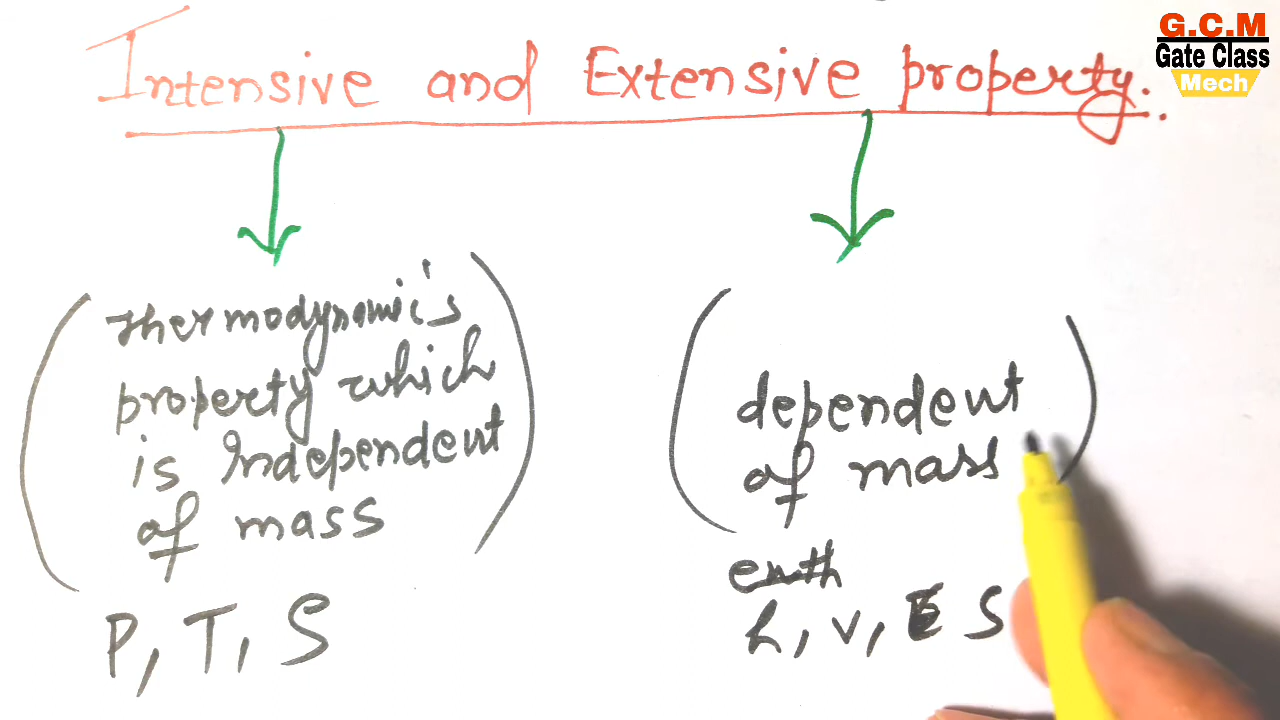 Intensive and Extensive property.
G.C.M
Gate Class
Mech
thermodynamic's
property which
is independent
of mass
P, T, S
dependent
of mass
enth
h, v, E S